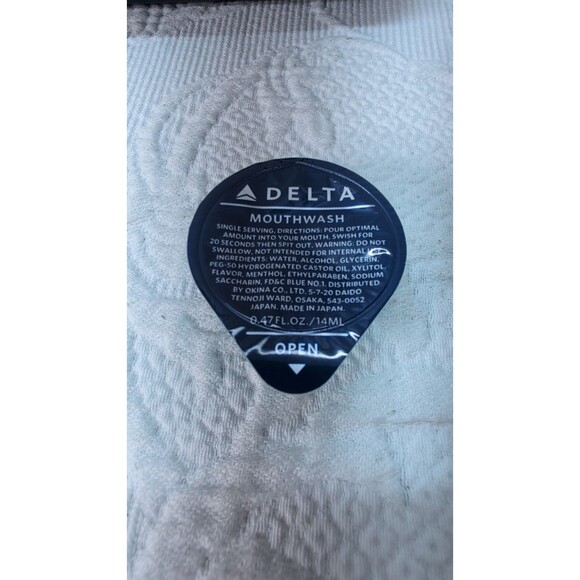 DELTA
MOUTHWASH
SINGLE SERVING. DIRECTIONS: POUR OPTIMAL
AMOUNT INTO YOUR MOUTH. SWISH FOR
20 SECONDS THEN SPIT OUT. WARNING: DO NOT
SWALLOW, NOT INTENDED FOR INTERNAL
INGREDIENTS: WATER, ALCOHOL, GLYCERIN,
PEG-50 HYDROGENATED CASTOR OIL, XYLITOL,
FLAVOR, MENTHOL, ETHYLPARABEN, SODIUM
SACCHARIN, FD&C BLUE NO.1. DISTRIBUTED
BY OKINA CO., LTD. 5-7-20 DAIDO
TENNOJI WARD, OSAKA, 543-0052
JAPAN. MADE IN JAPAN.
0.47FL.OZ./14ML
OPEN